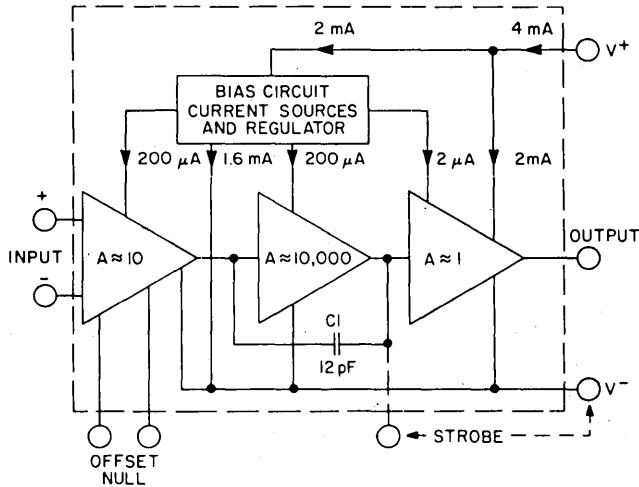 2 mA
4 mA
V+
BIAS CIRCUIT
CURRENT SOURCES
AND REGULATOR
200 μA
1.6 mA
200 μA
2 μA
2mA
+
INPUT
-
A ≈ 10
A ≈ 10,000
A ≈ 1
OUTPUT
C1
12 pF
V-
OFFSET
NULL
STROBE